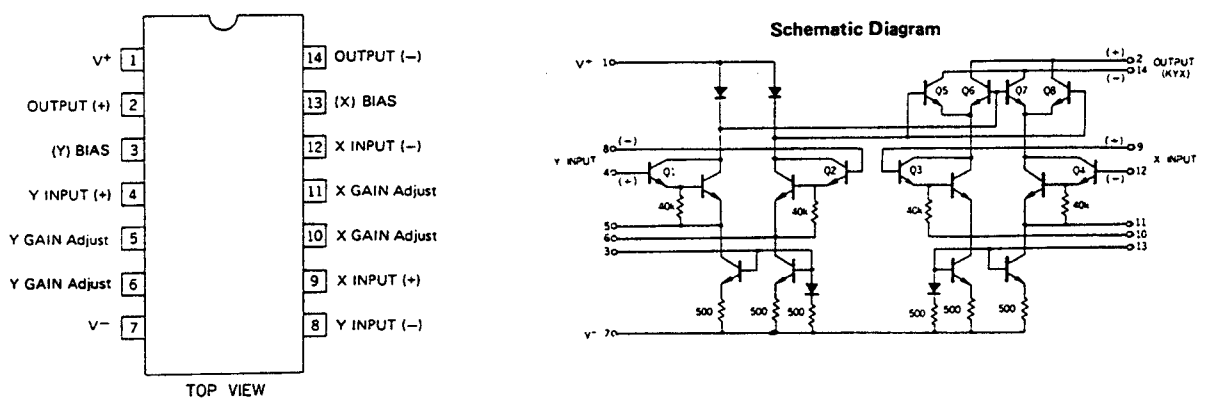 V+ 1
OUTPUT (+) 2
(Y) BIAS 3
Y INPUT (+) 4
Y GAIN Adjust 5
Y GAIN Adjust 6
V− 7
14 OUTPUT (−)
13 (X) BIAS
12 X INPUT (−)
11 X GAIN Adjust
10 X GAIN Adjust
9 X INPUT (+)
8 Y INPUT (−)
TOP VIEW
Schematic Diagram
V+ 1
(+) 2 OUTPUT
14 (KYX)
(−)
Q5 Q6 Q7 Q8
8 (−)
Y INPUT
4 (+)
Q1 Q2 Q3 Q4
(+) 9
X INPUT
(−) 12
40k 40k 40k 40k
5
6
3
11
10
13
500 500 500 500 500 500
V− 7